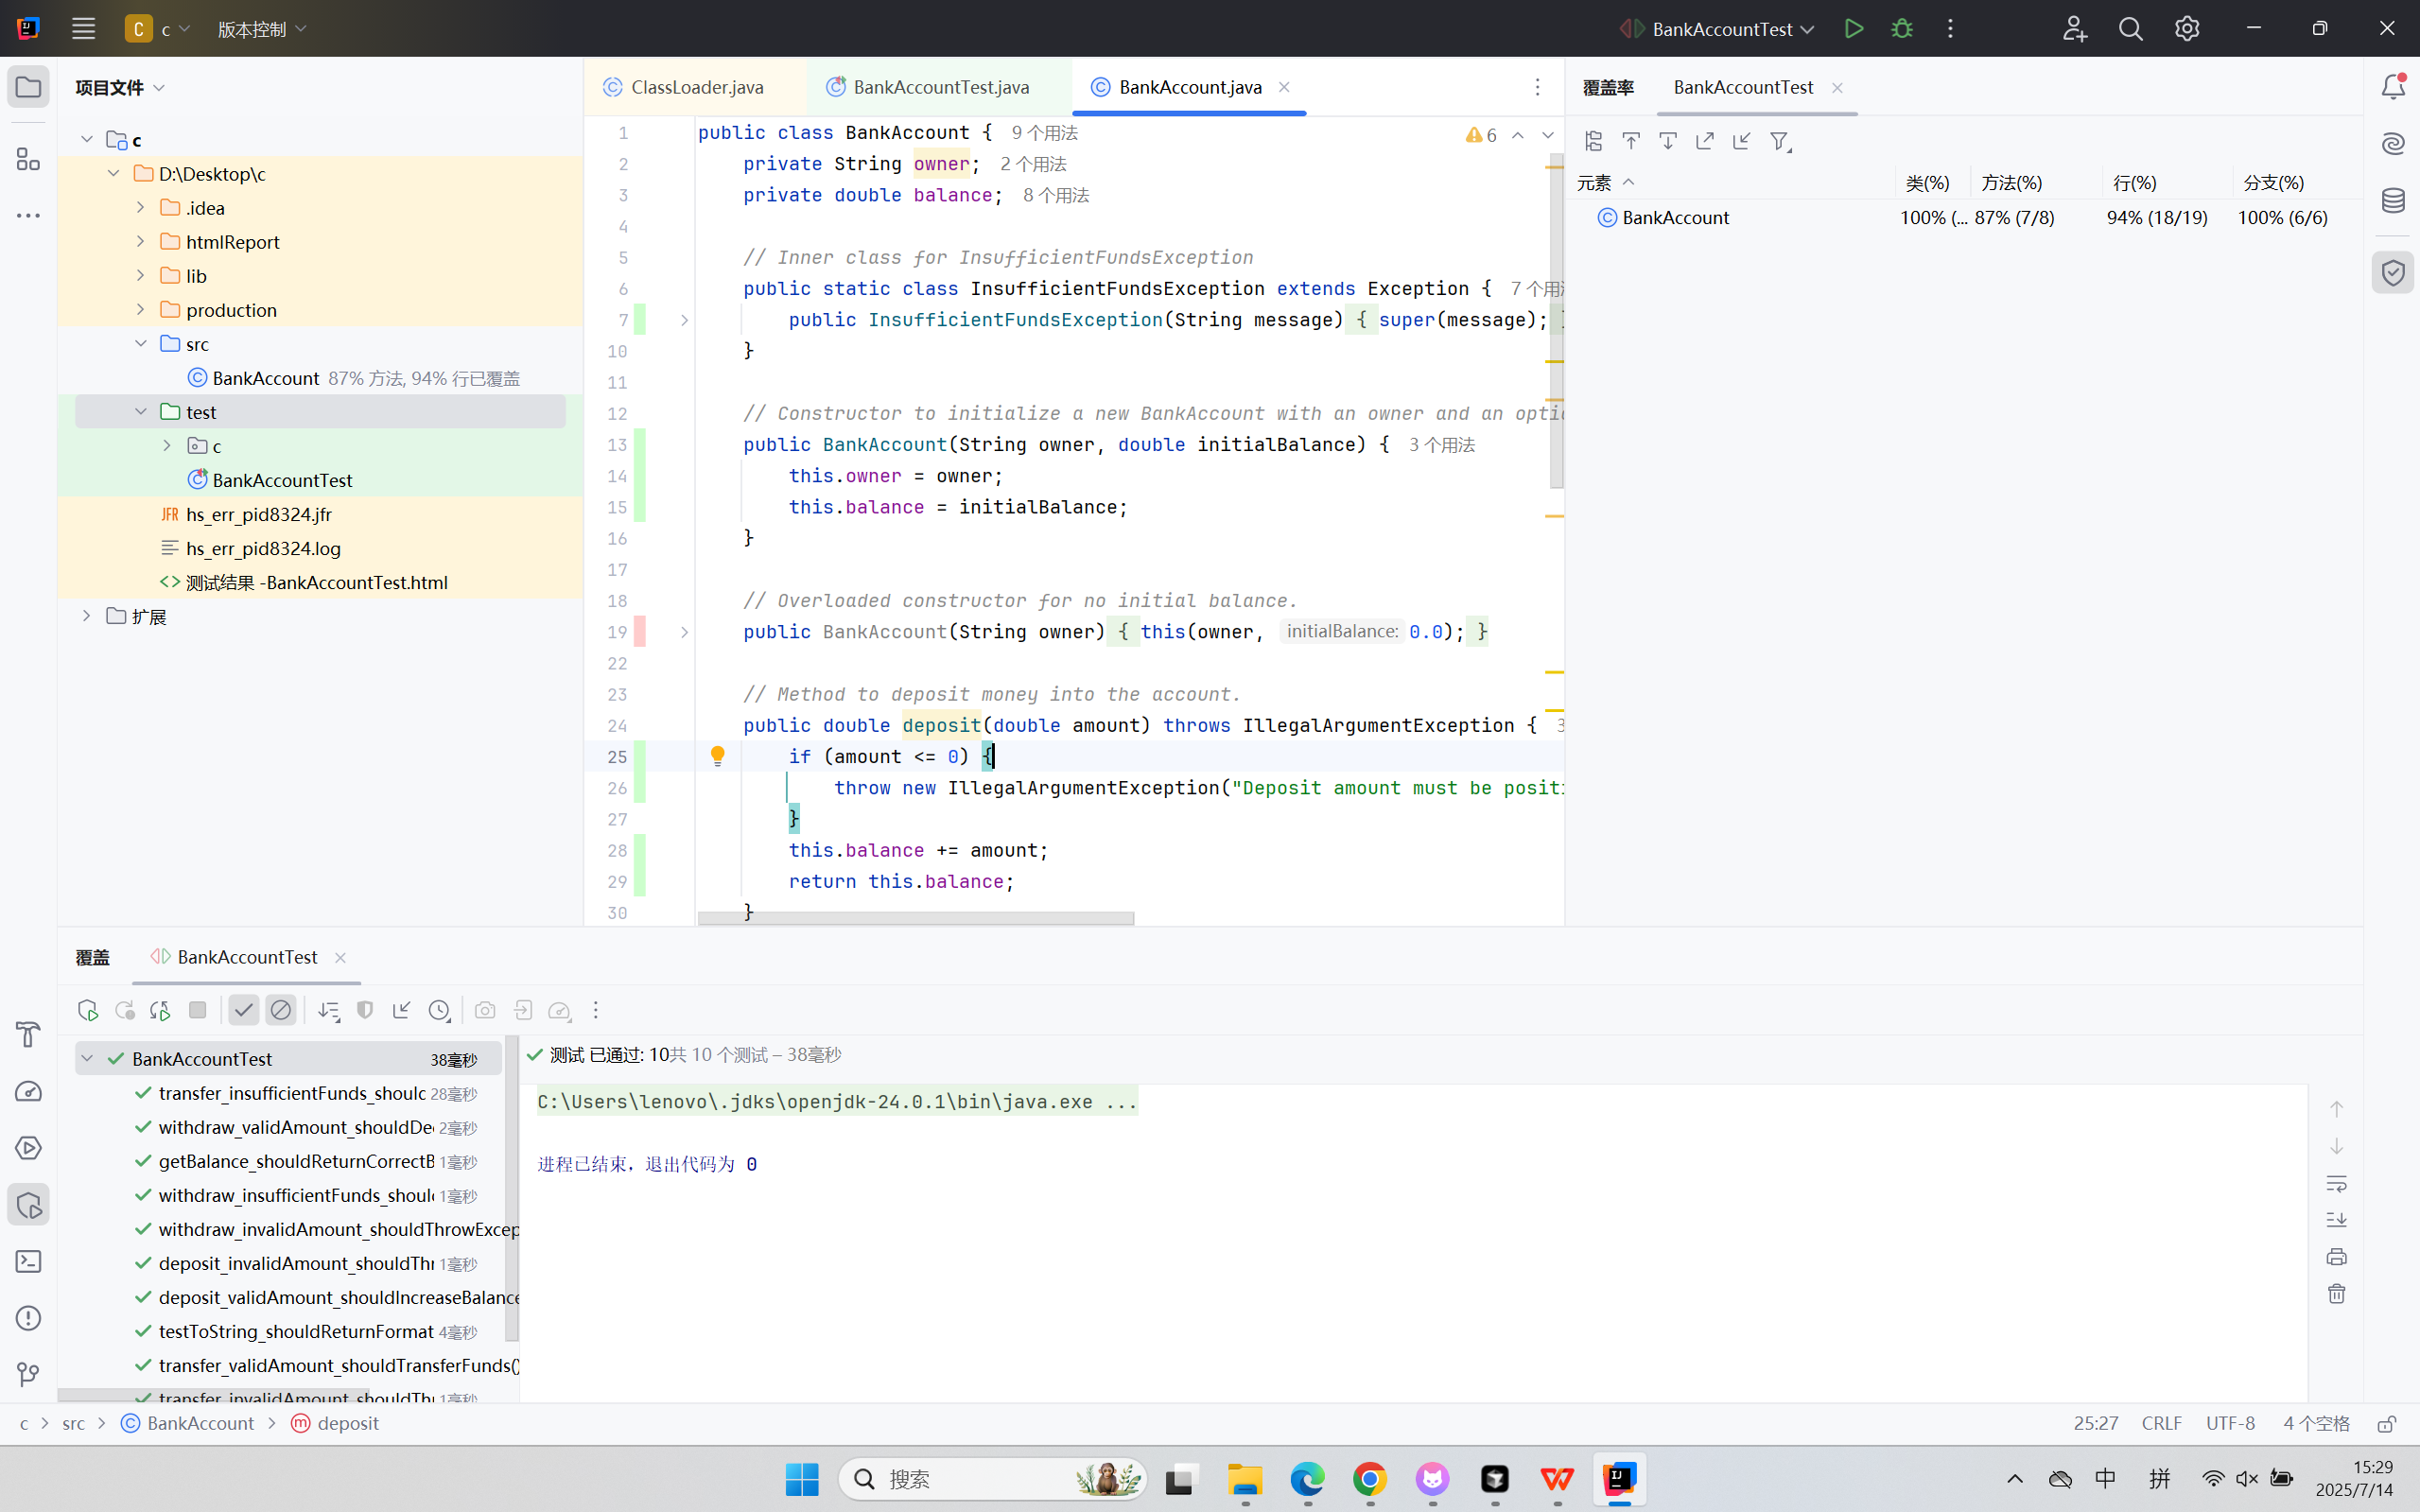 C c 版本控制 BankAccountTest
项目文件
c
D:\Desktop\c
.idea
htmlReport
lib
production
src
BankAccount 87% 方法, 94% 行已覆盖
test
c
BankAccountTest
JFR hs_err_pid8324.jfr
hs_err_pid8324.log
测试结果 -BankAccountTest.html
扩展
ClassLoader.java BankAccountTest.java BankAccount.java
6
1 public class BankAccount { 9 个用法
2 private String owner; 2 个用法
3 private double balance; 8 个用法
4
5 // Inner class for InsufficientFundsException
6 public static class InsufficientFundsException extends Exception { 7 个用
7 public InsufficientFundsException(String message) { super(message);
10 }
11
12 // Constructor to initialize a new BankAccount with an owner and an opti
13 public BankAccount(String owner, double initialBalance) { 3 个用法
14 this.owner = owner;
15 this.balance = initialBalance;
16 }
17
18 // Overloaded constructor for no initial balance.
19 public BankAccount(String owner) { this(owner, initialBalance: 0.0); }
22
23 // Method to deposit money into the account.
24 public double deposit(double amount) throws IllegalArgumentException { 3
25 if (amount <= 0) {
26 throw new IllegalArgumentException("Deposit amount must be positi
27 }
28 this.balance += amount;
29 return this.balance;
30 }
覆盖率 BankAccountTest
元素 类(%) 方法(%) 行(%) 分支(%)
BankAccount 100% (... 87% (7/8) 94% (18/19) 100% (6/6)
覆盖 BankAccountTest
BankAccountTest 38毫秒
transfer_insufficientFunds_shoulc 28毫秒
withdraw_validAmount_shouldDe 2毫秒
getBalance_shouldReturnCorrectB 1毫秒
withdraw_insufficientFunds_shoul 1毫秒
withdraw_invalidAmount_shouldThrowExcep
deposit_invalidAmount_shouldTh 1毫秒
deposit_validAmount_shouldIncreaseBalance
testToString_shouldReturnFormat 4毫秒
transfer_validAmount_shouldTransferFunds()
transfer_invalidAmount_shouldTh 1毫秒
测试 已通过: 10共 10 个测试 – 38毫秒
C:\Users\lenovo\.jdks\openjdk-24.0.1\bin\java.exe ...
进程已结束，退出代码为 0
c > src > BankAccount > deposit
25:27 CRLF UTF-8 4 个空格
搜索
中 拼
15:29
2025/7/14